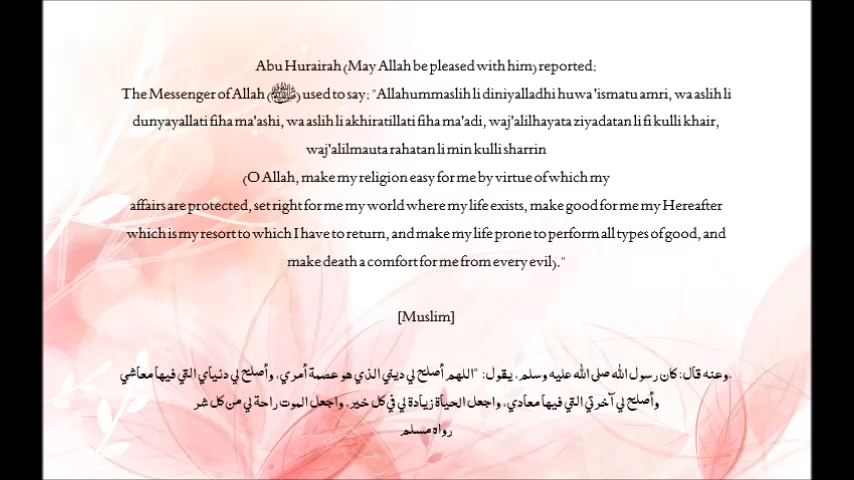 Abu Hurairah (May Allah be pleased with him) reported:
The Messenger of Allah (ﷺ) used to say: "Allahummaslih li diniyalladhi huwa 'ismatu amri, wa aslih li
dunyayallati fiha ma'ashi, wa aslih li akhiratillati fiha ma'adi, waj'alilhayata ziyadatan li fi kulli khair,
waj'alilmauta rahatan li min kulli sharrin
(O Allah, make my religion easy for me by virtue of which my
affairs are protected, set right for me my world where my life exists, make good for me my Hereafter
which is my resort to which I have to return, and make my life prone to perform all types of good, and
make death a comfort for me from every evil)."
[Muslim]
.وعنه قال: كان رسول الله صلى الله عليه وسلم، يقول: "اللهم أصلح لي ديني الذي هو عصمة أمري، وأصلح لي دنياي التي فيها معاشي
وأصلح لي آخرتي التي فيها معادي، واجعل الحياة زيادة لي في كل خير، واجعل الموت راحة لي من كل شر
رواه مسلم